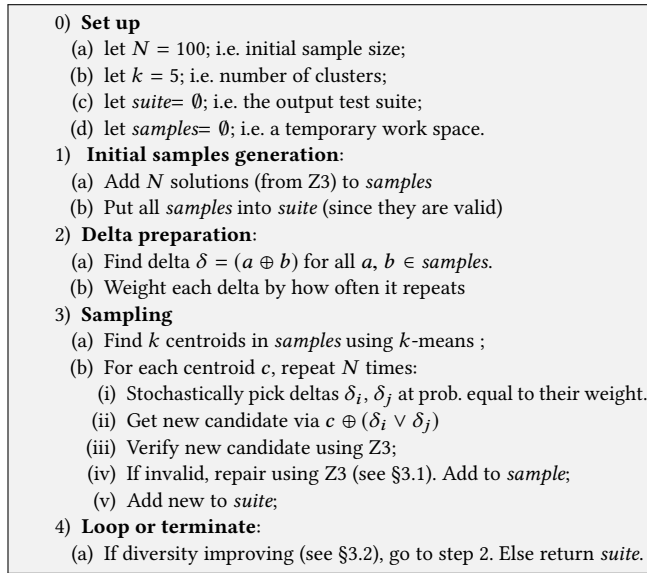 0) Set up
(a) let N = 100; i.e. initial sample size;
(b) let k = 5; i.e. number of clusters;
(c) let suite= ∅; i.e. the output test suite;
(d) let samples= ∅; i.e. a temporary work space.
1) Initial samples generation:
(a) Add N solutions (from Z3) to samples
(b) Put all samples into suite (since they are valid)
2) Delta preparation:
(a) Find delta δ = (a ⊕ b) for all a, b ∈ samples.
(b) Weight each delta by how often it repeats
3) Sampling
(a) Find k centroids in samples using k-means ;
(b) For each centroid c, repeat N times:
(i) Stochastically pick deltas δᵢ, δⱼ at prob. equal to their weight.
(ii) Get new candidate via c ⊕ (δᵢ ∨ δⱼ)
(iii) Verify new candidate using Z3;
(iv) If invalid, repair using Z3 (see §3.1). Add to sample;
(v) Add new to suite;
4) Loop or terminate:
(a) If diversity improving (see §3.2), go to step 2. Else return suite.